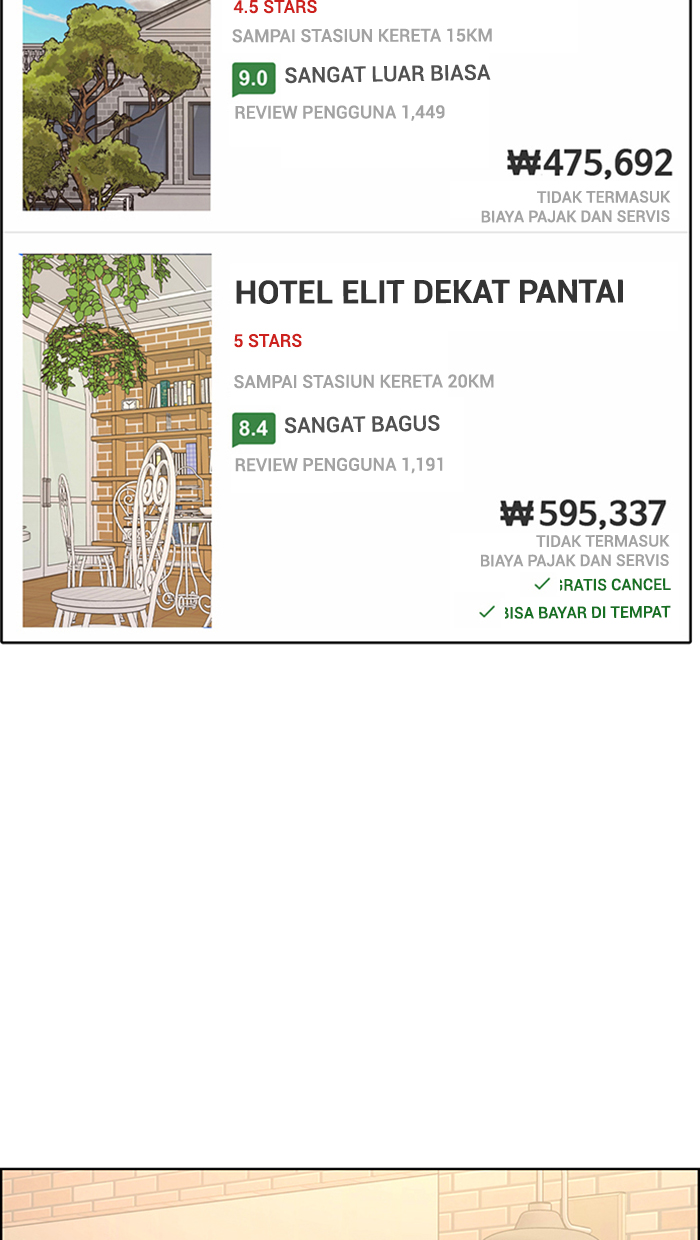 4.5 STARS
SAMPAI STASIUN KERETA 15KM
9.0 SANGAT LUAR BIASA
REVIEW PENGGUNA 1,449
₩475,692
TIDAK TERMASUK
BIAYA PAJAK DAN SERVIS
HOTEL ELIT DEKAT PANTAI
5 STARS
SAMPAI STASIUN KERETA 20KM
8.4 SANGAT BAGUS
REVIEW PENGGUNA 1,191
₩595,337
TIDAK TERMASUK
BIAYA PAJAK DAN SERVIS
✓ GRATIS CANCEL
✓ BISA BAYAR DI TEMPAT